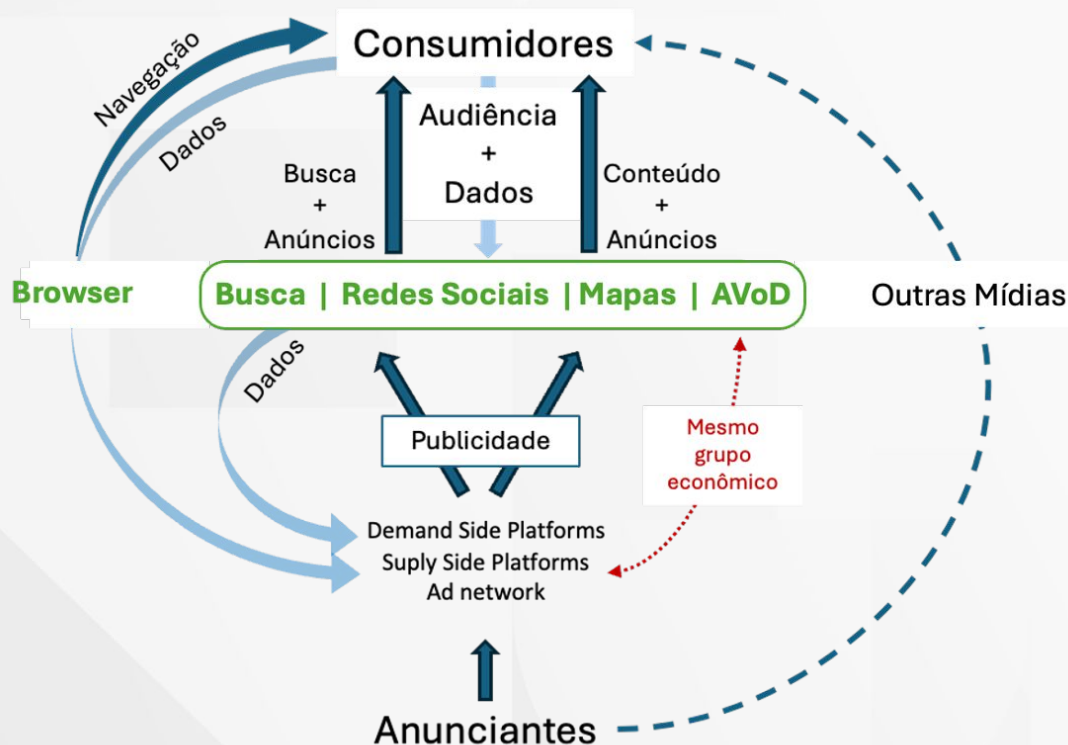 Consumidores
Navegação
Dados
Audiência
+
Dados
Busca
+
Anúncios
Conteúdo
+
Anúncios
Browser
Busca | Redes Sociais | Mapas | AVoD
Outras Mídias
Dados
Publicidade
Mesmo
grupo
econômico
Demand Side Platforms
Suply Side Platforms
Ad network
Anunciantes